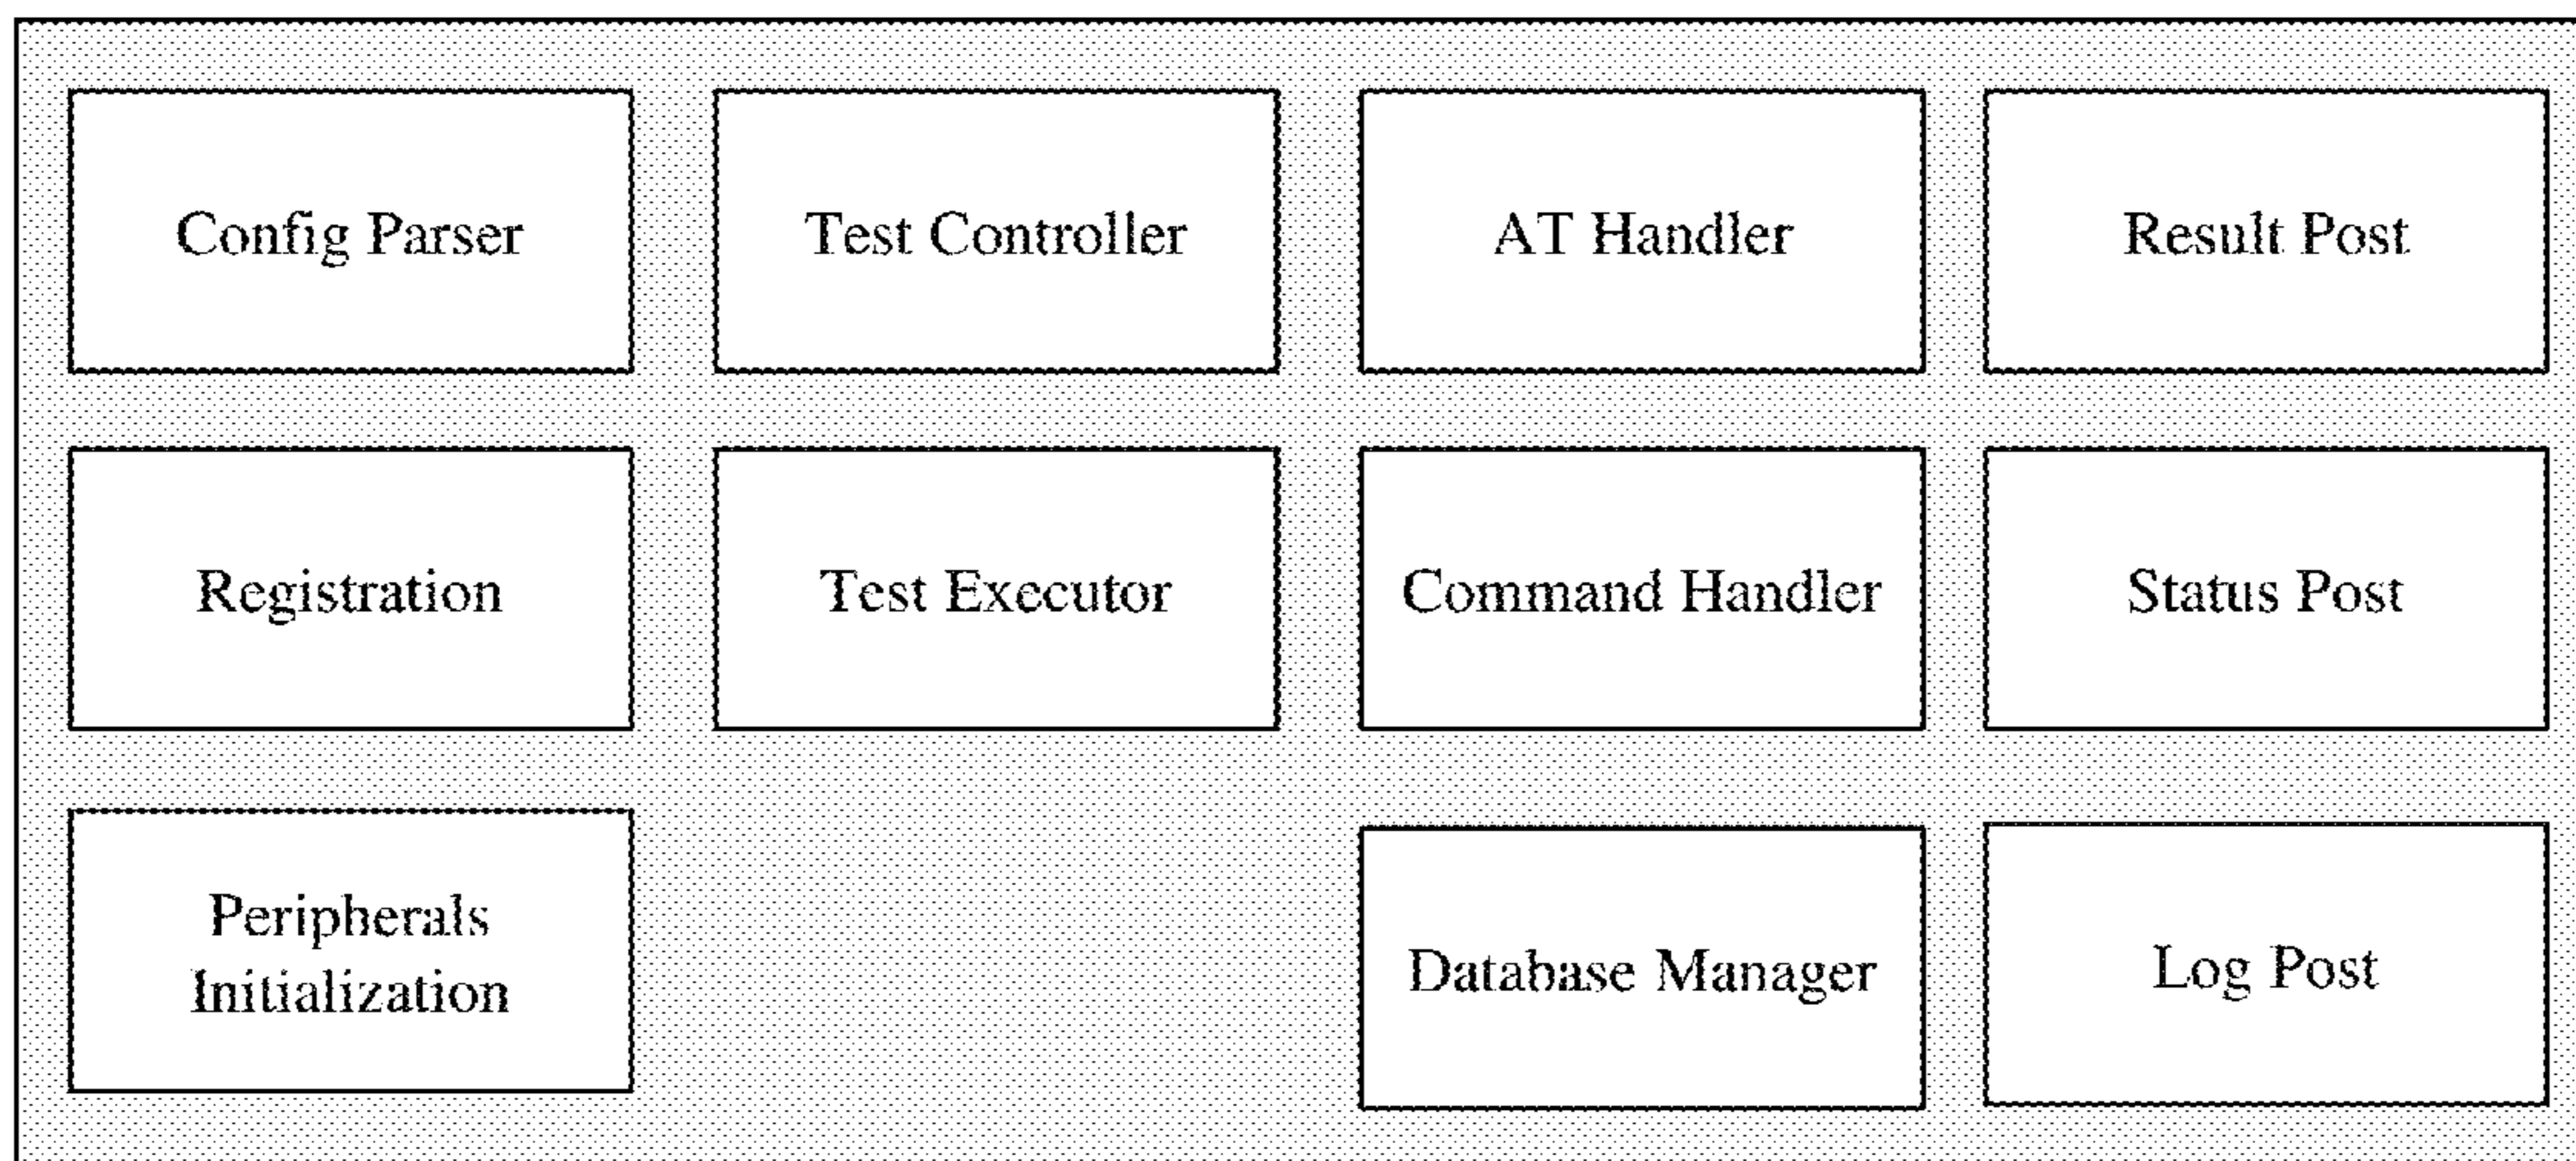 Config Parser
Test Controller
AT Handler
Result Post
Registration
Test Executor
Command Handler
Status Post
Peripherals
Initialization
Database Manager
Log Post